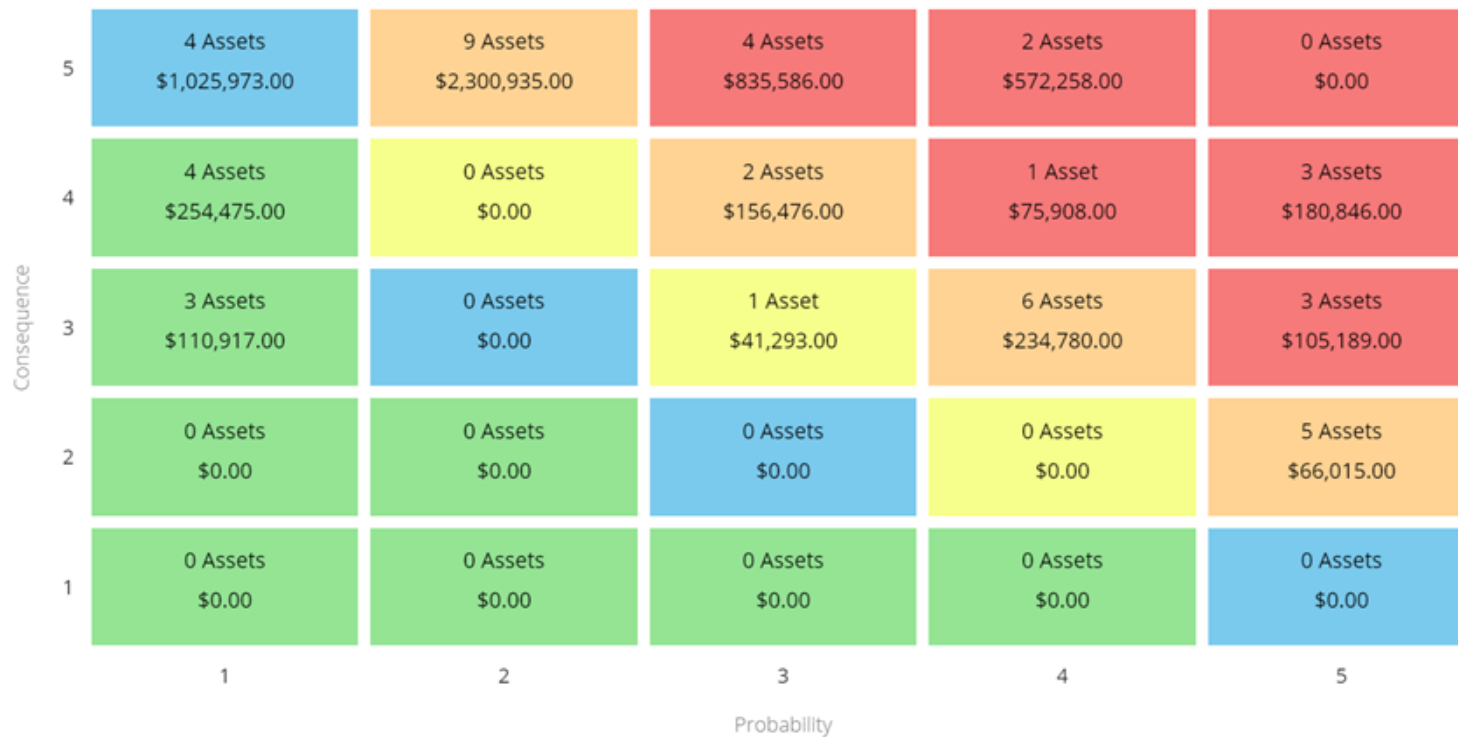 5
4 Assets
$1,025,973.00
9 Assets
$2,300,935.00
4 Assets
$835,586.00
2 Assets
$572,258.00
0 Assets
$0.00
4
4 Assets
$254,475.00
0 Assets
$0.00
2 Assets
$156,476.00
1 Asset
$75,908.00
3 Assets
$180,846.00
Consequence
3
3 Assets
$110,917.00
0 Assets
$0.00
1 Asset
$41,293.00
6 Assets
$234,780.00
3 Assets
$105,189.00
2
0 Assets
$0.00
0 Assets
$0.00
0 Assets
$0.00
0 Assets
$0.00
5 Assets
$66,015.00
1
0 Assets
$0.00
0 Assets
$0.00
0 Assets
$0.00
0 Assets
$0.00
0 Assets
$0.00
1
2
3
4
5
Probability